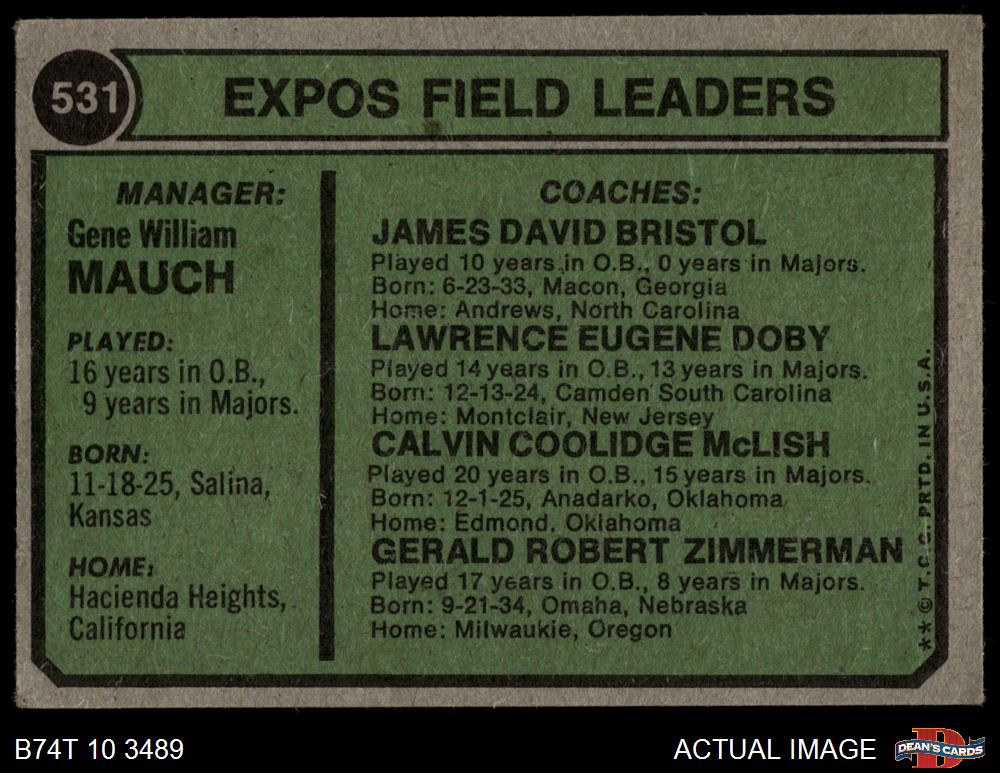 531
EXPOS FIELD LEADERS
MANAGER:
Gene William
MAUCH
PLAYED:
16 years in O.B.,
9 years in Majors.
BORN:
11-18-25, Salina,
Kansas
HOME:
Hacienda Heights,
California
COACHES:
JAMES DAVID BRISTOL
Played 10 years in O.B., 0 years in Majors.
Born: 6-23-33, Macon, Georgia
Home: Andrews, North Carolina
LAWRENCE EUGENE DOBY
Played 14 years in O.B., 13 years in Majors.
Born: 12-13-24, Camden South Carolina
Home: Montclair, New Jersey
CALVIN COOLIDGE McLISH
Played 20 years in O.B., 15 years in Majors.
Born: 12-1-25, Anadarko, Oklahoma
Home: Edmond, Oklahoma
GERALD ROBERT ZIMMERMAN
Played 17 years in O.B., 8 years in Majors.
Born: 9-21-34, Omaha, Nebraska
Home: Milwaukie, Oregon
**© T.C.G. PRTD. IN U.S.A.
B74T 10 3489
ACTUAL IMAGE
D
DEAN'S CARDS